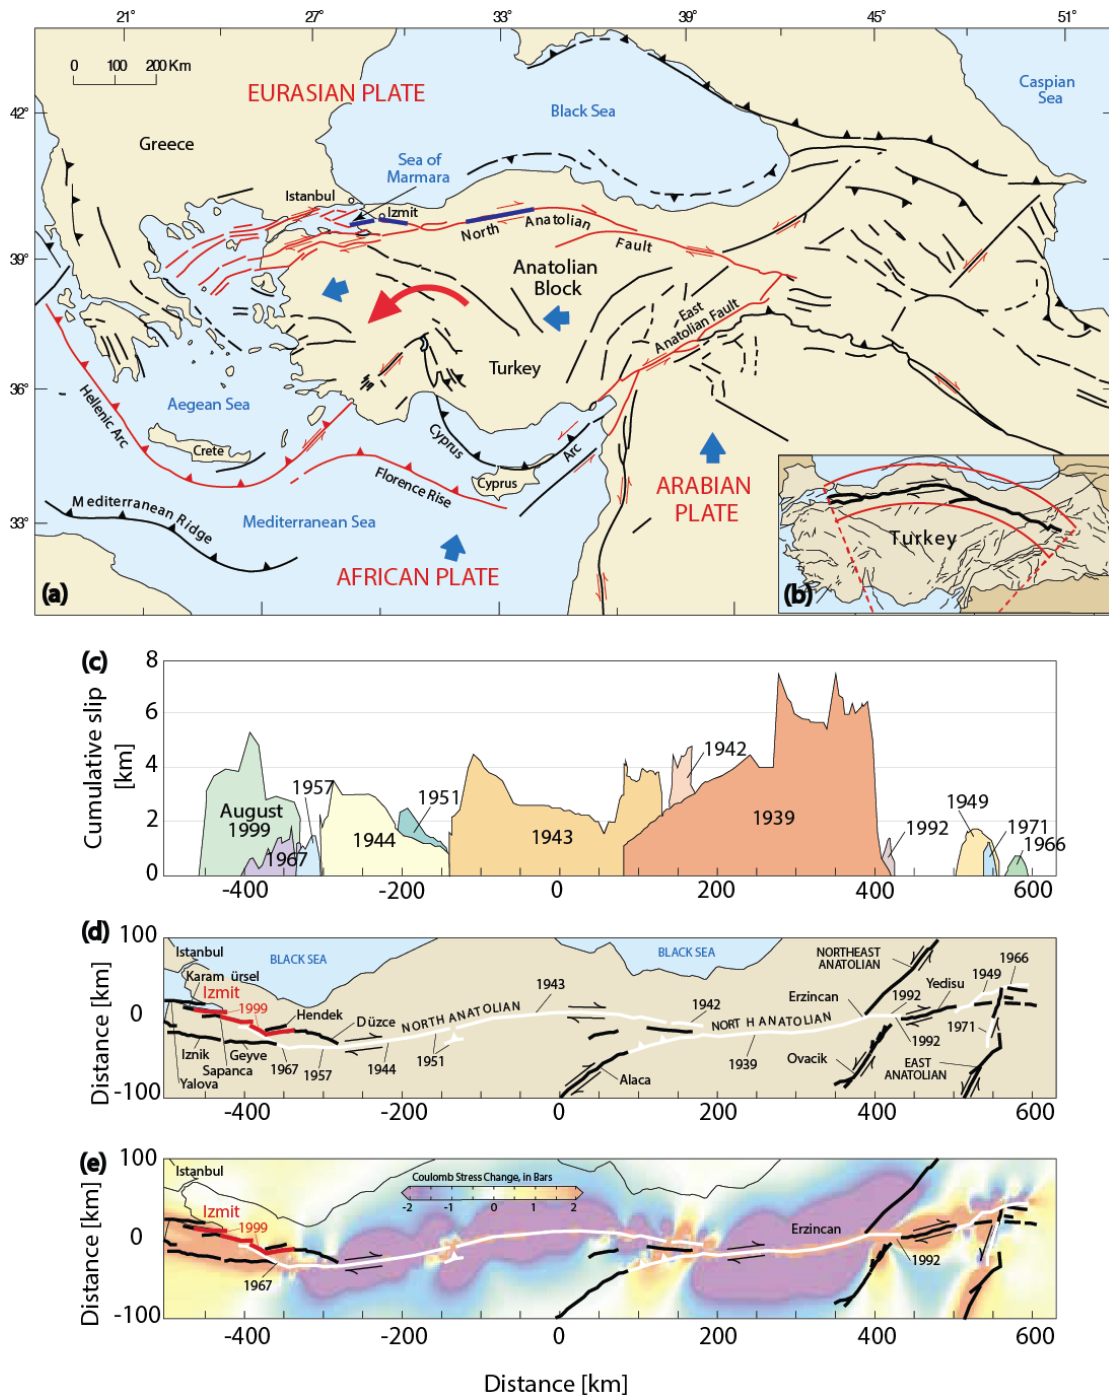 21° 27° 33° 39° 45° 51°
0 100 200 Km
EURASIAN PLATE
Caspian
Sea
42°
Black Sea
Greece
Sea of
Marmara
Istanbul
Izmit
North Anatolian
Fault
39°
Anatolian
Block
East
Anatolian Fault
Turkey
36°
Aegean Sea
Hellenic Arc
Crete
Cyprus
Arc
Florence Rise
Cyprus
ARABIAN
PLATE
Mediterranean Ridge
33°
Mediterranean Sea
AFRICAN PLATE
(a)
Turkey
(b)
(c)
Cumulative slip
[km]
8
6
4
2
0
August
1999
1967
1957
1944
1951
1943
1942
1939
1992
1949
1971
1966
-400 -200 0 200 400 600
(d)
Distance [km]
100
0
-100
Istanbul
BLACK SEA
BLACK SEA
NORTHEAST
ANATOLIAN
1966
Karam ürsel
Izmit
1999
Hendek
Düzce
NORTH ANATOLIAN
1943
1942
NORTH ANATOLIAN
Erzincan
1992
Yedisu
1949
Iznik
Geyve
Sapanca
Yalova
1967
1957
1944
1951
Alaca
1939
Ovacik
1992
1971
EAST
ANATOLIAN
-400 -200 0 200 400 600
(e)
Distance [km]
100
0
-100
Istanbul
Coulomb Stress Change, in Bars
-2 -1 0 1 2
Izmit
1999
1967
Erzincan
1992
-400 -200 0 200 400 600
Distance [km]